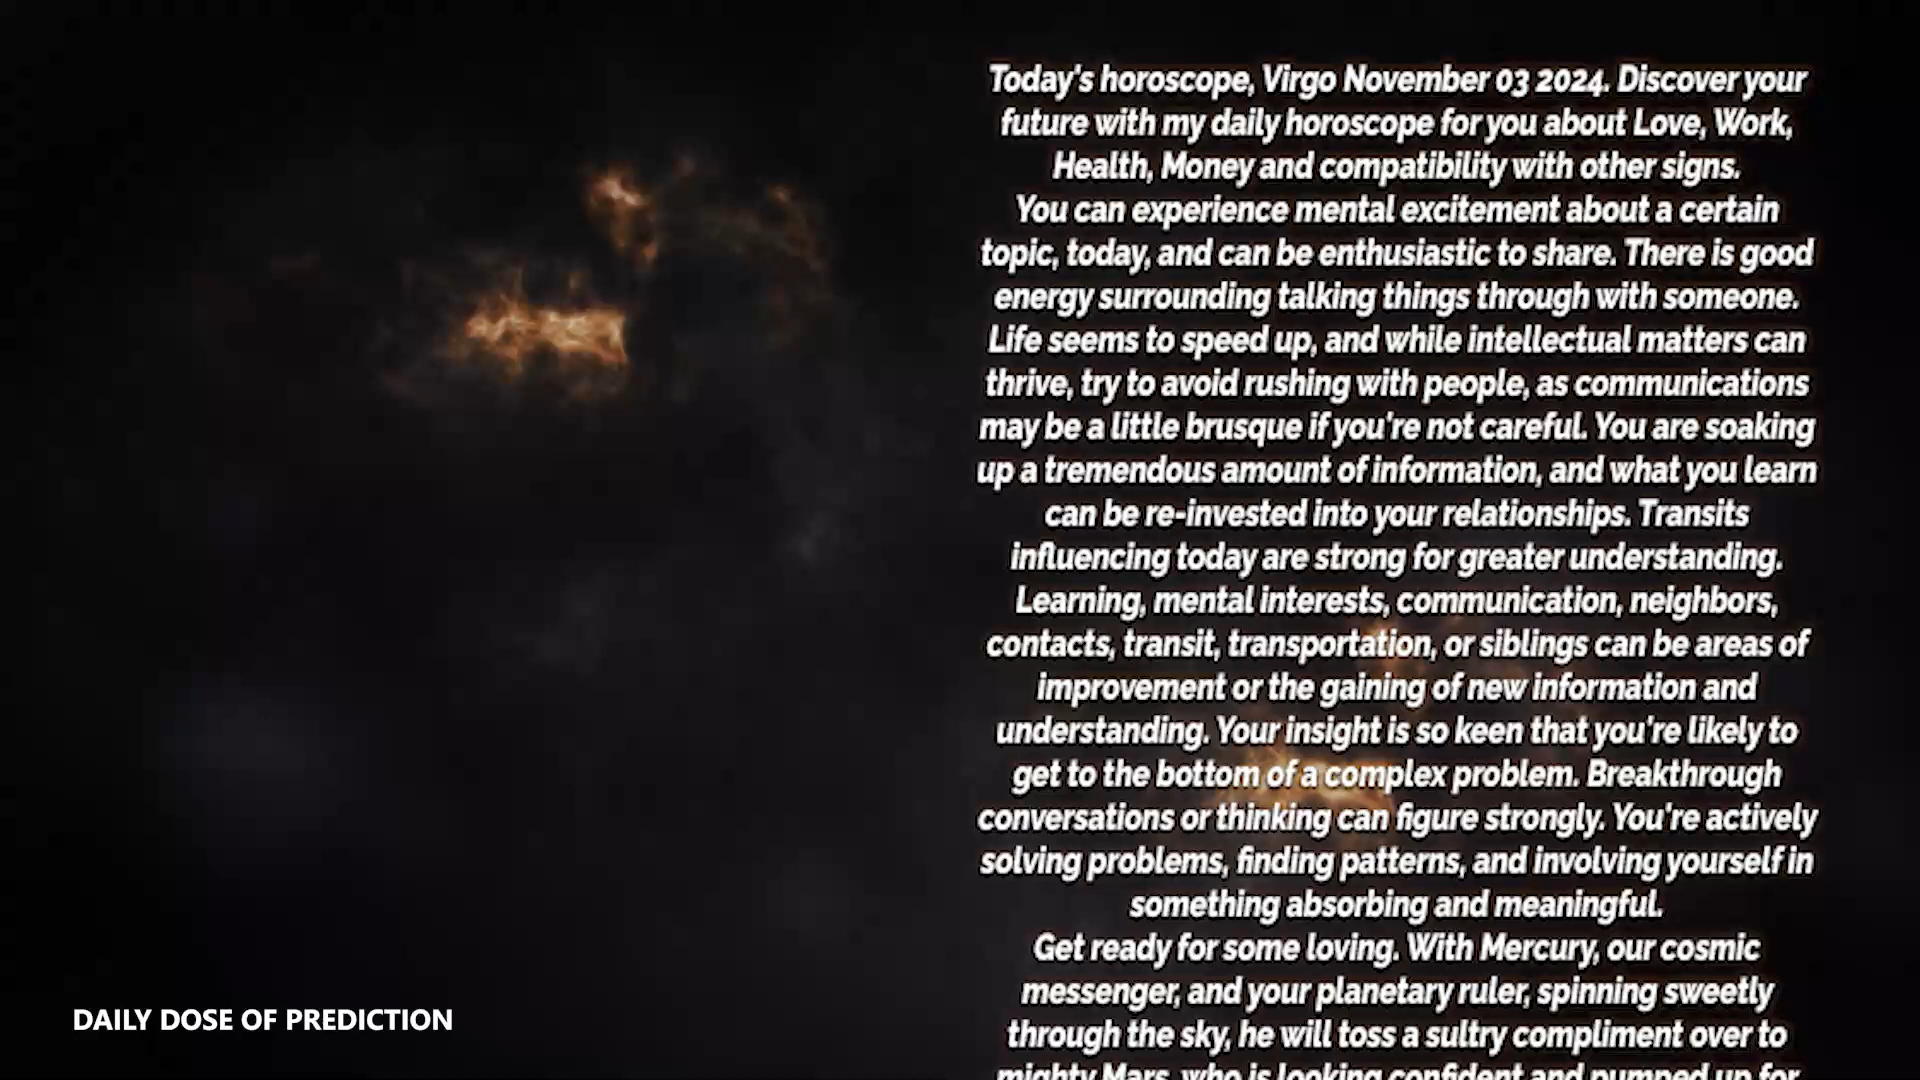 Today's horoscope, Virgo November 03 2024. Discover your
future with my daily horoscope for you about Love, Work,
Health, Money and compatibility with other signs.
You can experience mental excitement about a certain
topic, today, and can be enthusiastic to share. There is good
energy surrounding talking things through with someone.
Life seems to speed up, and while intellectual matters can
thrive, try to avoid rushing with people, as communications
may be a little brusque if you're not careful. You are soaking
up a tremendous amount of information, and what you learn
can be re-invested into your relationships. Transits
influencing today are strong for greater understanding.
Learning, mental interests, communication, neighbors,
contacts, transit, transportation, or siblings can be areas of
improvement or the gaining of new information and
understanding. Your insight is so keen that you're likely to
get to the bottom of a complex problem. Breakthrough
conversations or thinking can figure strongly. You're actively
solving problems, finding patterns, and involving yourself in
something absorbing and meaningful.
Get ready for some loving. With Mercury, our cosmic
messenger, and your planetary ruler, spinning sweetly
through the sky, he will toss a sultry compliment over to
mighty Mars, who is looking confident and pumped up for
DAILY DOSE OF PREDICTION